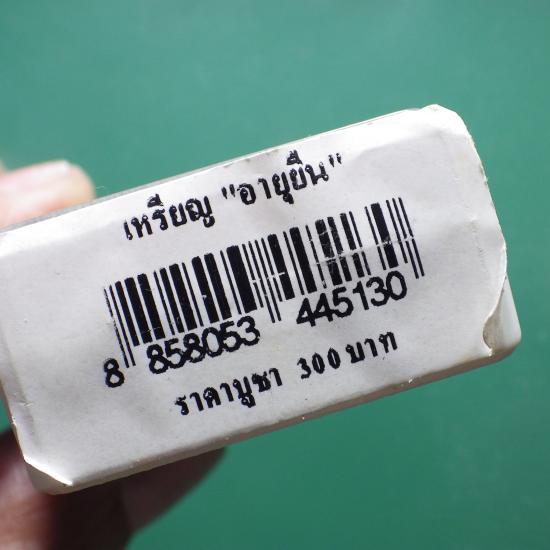 เหรียญ "อายุยืน"
8 858053 445130
ราคาบูชา 300 บาท